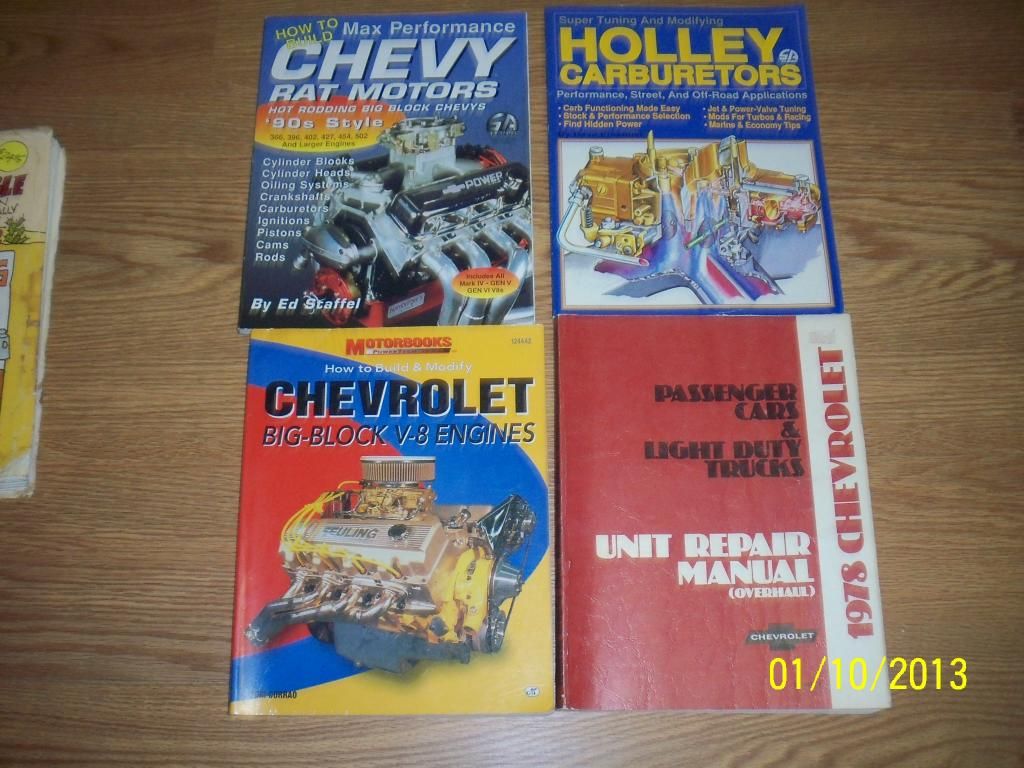 HOW TO BUILD
Max Performance
CHEVY
RAT MOTORS
HOT RODDING BIG BLOCK CHEVYS
'90s Style
366, 396, 402, 427, 454, 502
And Larger Engines
Cylinder Blocks
Cylinder Heads
Oiling Systems
Crankshafts
Carburetors
Ignitions
Pistons
Cams
Rods
POWER
Includes All
Mark IV - GEN V
GEN VI V8s
By Ed Staffel
Super Tuning And Modifying
HOLLEY
SA
CARBURETORS
Performance, Street, And Off-Road Applications
• Carb Functioning Made Easy
• Stock & Performance Selection
• Find Hidden Power
• Jet & Power-Valve Tuning
• Mods For Turbos & Racing
• Marine & Economy Tips
MOTORBOOKS
124442
How to Build & Modify
CHEVROLET
BIG-BLOCK V-8 ENGINES
FEULING
PASSENGER
CARS
&
LIGHT DUTY
TRUCKS
UNIT REPAIR
MANUAL
(OVERHAUL)
CHEVROLET
1978 CHEVROLET
01/10/2013